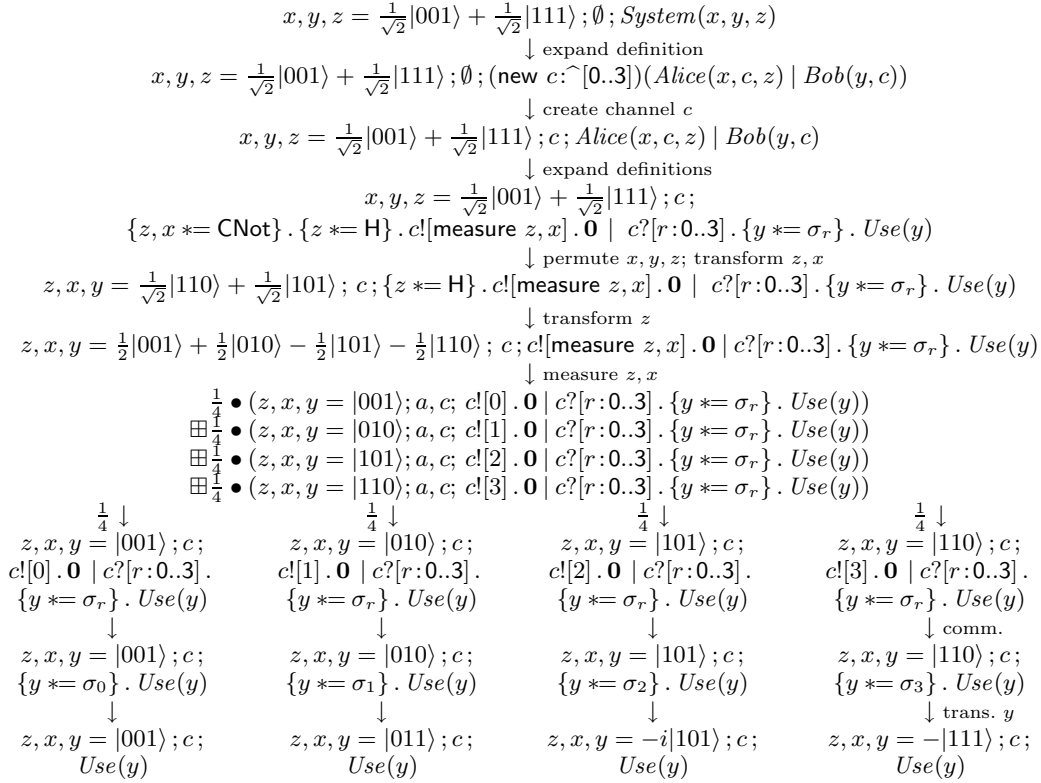 x, y, z = 1/√2|001⟩ + 1/√2|111⟩ ; ∅ ; System(x, y, z)
↓ expand definition
x, y, z = 1/√2|001⟩ + 1/√2|111⟩ ; ∅ ; (new c:^[0..3])(Alice(x, c, z) | Bob(y, c))
↓ create channel c
x, y, z = 1/√2|001⟩ + 1/√2|111⟩ ; c ; Alice(x, c, z) | Bob(y, c)
↓ expand definitions
x, y, z = 1/√2|001⟩ + 1/√2|111⟩ ; c ;
{z, x *= CNot} . {z *= H} . c![measure z, x] . 0 | c?[r:0..3] . {y *= σ_r} . Use(y)
↓ permute x, y, z; transform z, x
z, x, y = 1/√2|110⟩ + 1/√2|101⟩ ; c ; {z *= H} . c![measure z, x] . 0 | c?[r:0..3] . {y *= σ_r} . Use(y)
↓ transform z
z, x, y = 1/2|001⟩ + 1/2|010⟩ − 1/2|101⟩ − 1/2|110⟩ ; c ; c![measure z, x] . 0 | c?[r:0..3] . {y *= σ_r} . Use(y)
↓ measure z, x
1/4 • (z, x, y = |001⟩; a, c; c![0] . 0 | c?[r:0..3] . {y *= σ_r} . Use(y))
⊞ 1/4 • (z, x, y = |010⟩; a, c; c![1] . 0 | c?[r:0..3] . {y *= σ_r} . Use(y))
⊞ 1/4 • (z, x, y = |101⟩; a, c; c![2] . 0 | c?[r:0..3] . {y *= σ_r} . Use(y))
⊞ 1/4 • (z, x, y = |110⟩; a, c; c![3] . 0 | c?[r:0..3] . {y *= σ_r} . Use(y))
1/4 ↓ 1/4 ↓ 1/4 ↓ 1/4 ↓
z, x, y = |001⟩ ; c ; z, x, y = |010⟩ ; c ; z, x, y = |101⟩ ; c ; z, x, y = |110⟩ ; c ;
c![0] . 0 | c?[r:0..3] . c![1] . 0 | c?[r:0..3] . c![2] . 0 | c?[r:0..3] . c![3] . 0 | c?[r:0..3] .
{y *= σ_r} . Use(y) {y *= σ_r} . Use(y) {y *= σ_r} . Use(y) {y *= σ_r} . Use(y)
↓ ↓ ↓ ↓ comm.
z, x, y = |001⟩ ; c ; z, x, y = |010⟩ ; c ; z, x, y = |101⟩ ; c ; z, x, y = |110⟩ ; c ;
{y *= σ_0} . Use(y) {y *= σ_1} . Use(y) {y *= σ_2} . Use(y) {y *= σ_3} . Use(y)
↓ ↓ ↓ ↓ trans. y
z, x, y = |001⟩ ; c ; z, x, y = |011⟩ ; c ; z, x, y = −i|101⟩ ; c ; z, x, y = −|111⟩ ; c ;
Use(y) Use(y) Use(y) Use(y)